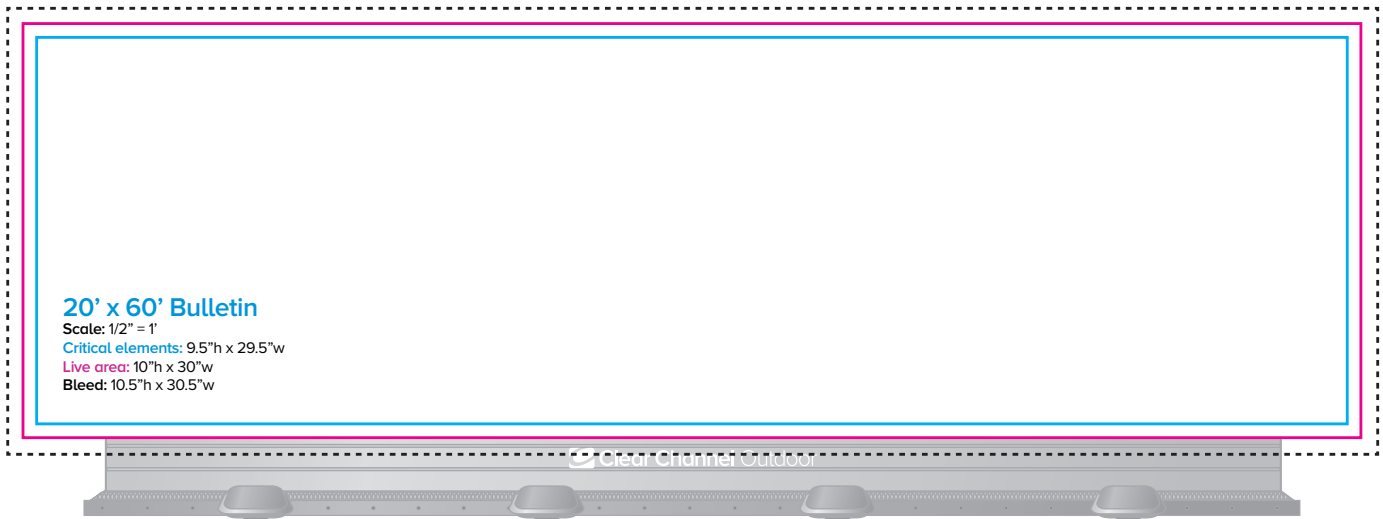 20’ x 60’ Bulletin
Scale: 1/2” = 1’
Critical elements: 9.5”h x 29.5”w
Live area: 10”h x 30”w
Bleed: 10.5”h x 30.5”w
Clear Channel Outdoor